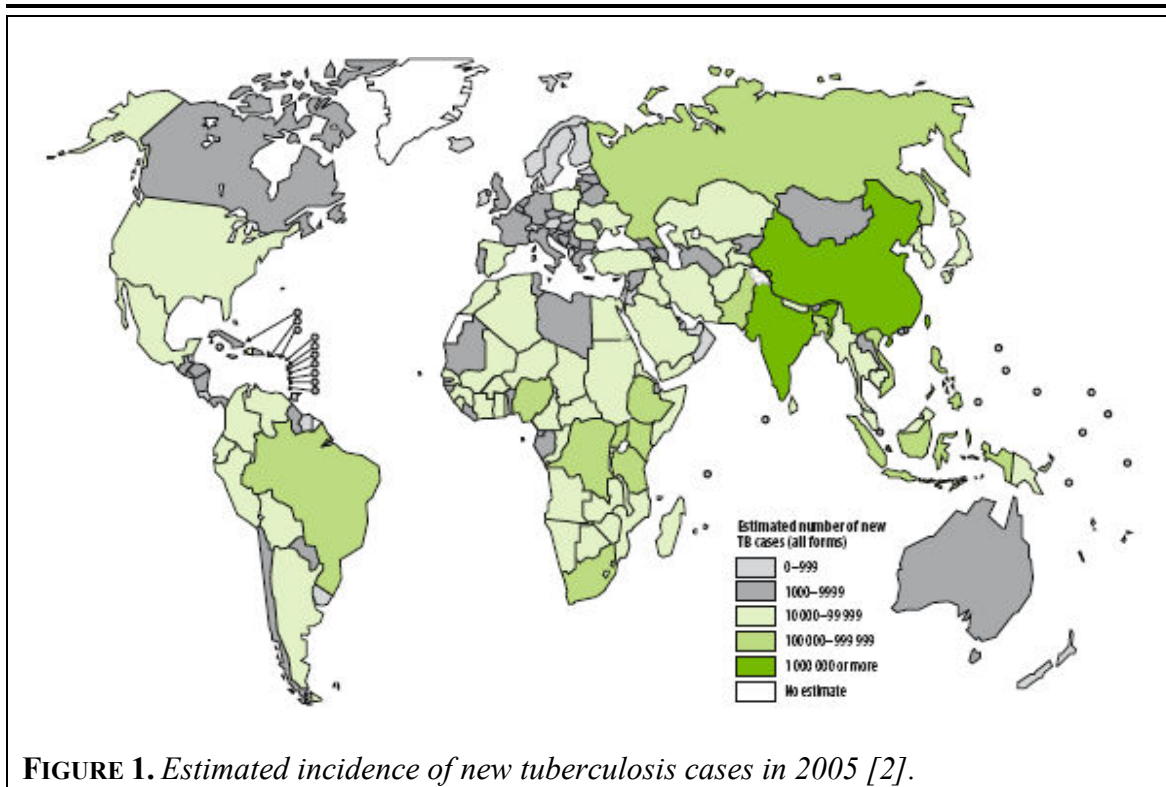 Estimated number of new
TB cases (all forms)
0–999
1000–9999
10 000–99 999
100 000–999 999
1 000 000 or more
No estimate
FIGURE 1. Estimated incidence of new tuberculosis cases in 2005 [2].